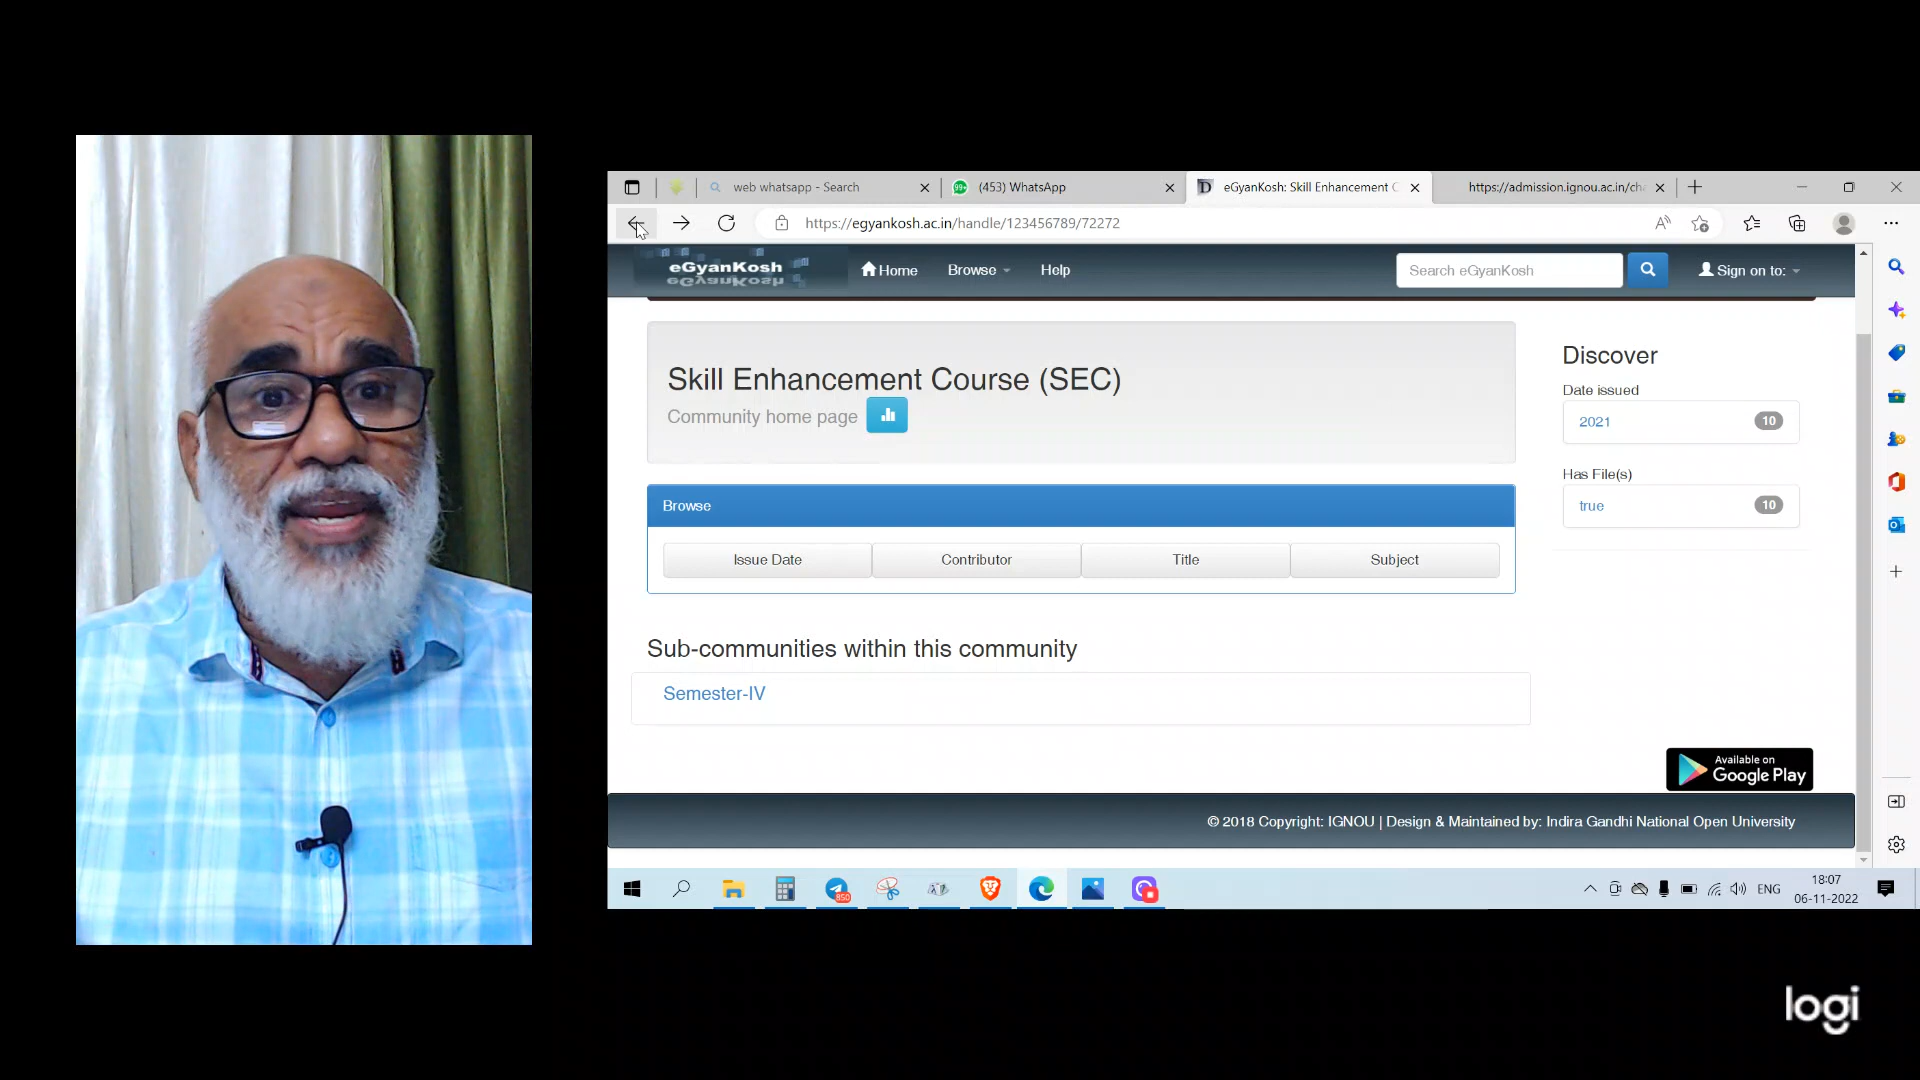 web whatsapp - Search
(453) WhatsApp
eGyanKosh: Skill Enhancement C
https://admission.ignou.ac.in/cha
https://egyankosh.ac.in/handle/123456789/72272
eGyanKosh
Home
Browse
Help
Search eGyanKosh
Sign on to:
Skill Enhancement Course (SEC)
Community home page
Discover
Date issued
2021
10
Has File(s)
true
10
Browse
Issue Date
Contributor
Title
Subject
Sub-communities within this community
Semester-IV
Available on
Google Play
© 2018 Copyright: IGNOU | Design & Maintained by: Indira Gandhi National Open University
850
ENG
18:07
06-11-2022
logi